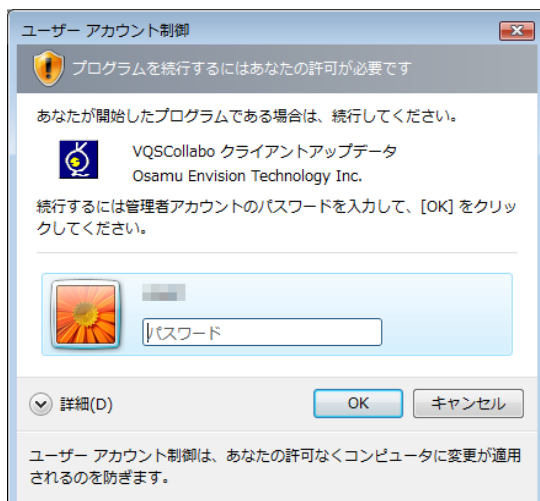 ユーザー アカウント制御
プログラムを続行するにはあなたの許可が必要です
あなたが開始したプログラムである場合は、続行してください。
VQSCollabo クライアントアップデータ
Osamu Envision Technology Inc.
続行するには管理者アカウントのパスワードを入力して、[OK] をクリッ
クしてください。
パスワード
詳細(D)
OK
キャンセル
ユーザー アカウント制御は、あなたの許可なくコンピュータに変更が適用
されるのを防ぎます。